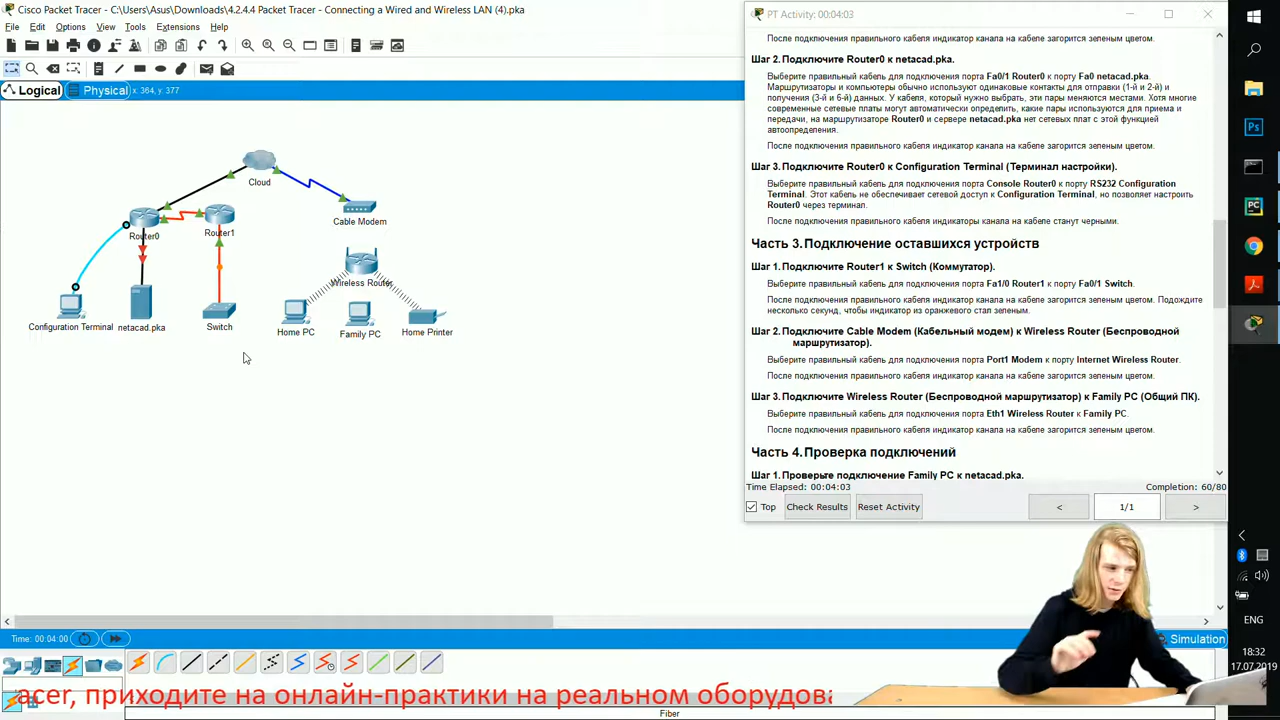 Cisco Packet Tracer - C:\Users\Asus\Downloads\4.2.4.4 Packet Tracer - Connecting a Wired and Wireless LAN (4).pka
File Edit Options View Tools Extensions Help
Logical Physical x: 364, y: 377
Cloud
Cable Modem
Router0
Router1
Wireless Router
Configuration Terminal
netacad.pka
Switch
Home PC
Family PC
Home Printer
PT Activity: 00:04:03
После подключения правильного кабеля индикатор канала на кабеле загорится зеленым цветом.
Шаг 2. Подключите Router0 к netacad.pka.
Выберите правильный кабель для подключения порта Fa0/1 Router0 к порту Fa0 netacad.pka.
Маршрутизаторы и компьютеры обычно используют одинаковые контакты для отправки (1-й и 2-й) и
получения (3-й и 6-й) данных. У кабеля, который нужно выбрать, эти пары меняются местами. Хотя многие
современные сетевые платы могут автоматически определить, какие пары используются для приема и
передачи, на маршрутизаторе Router0 и сервере netacad.pka нет сетевых плат с этой функцией
автоопределения.
После подключения правильного кабеля индикатор канала на кабеле загорится зеленым цветом.
Шаг 3. Подключите Router0 к Configuration Terminal (Терминал настройки).
Выберите правильный кабель для подключения порта Console Router0 к порту RS232 Configuration
Terminal. Этот кабель не обеспечивает сетевой доступ к Configuration Terminal, но позволяет настроить
Router0 через терминал.
После подключения правильного кабеля индикаторы канала на кабеле станут черными.
Часть 3. Подключение оставшихся устройств
Шаг 1. Подключите Router1 к Switch (Коммутатор).
Выберите правильный кабель для подключения порта Fa1/0 Router1 к порту Fa0/1 Switch.
После подключения правильного кабеля индикатор канала на кабеле загорится зеленым цветом. Подождите
несколько секунд, чтобы индикатор из оранжевого стал зеленым.
Шаг 2. Подключите Cable Modem (Кабельный модем) к Wireless Router (Беспроводной
маршрутизатор).
Выберите правильный кабель для подключения порта Port1 Modem к порту Internet Wireless Router.
После подключения правильного кабеля индикатор канала на кабеле загорится зеленым цветом.
Шаг 3. Подключите Wireless Router (Беспроводной маршрутизатор) к Family PC (Общий ПК).
Выберите правильный кабель для подключения порта Eth1 Wireless Router к Family PC.
После подключения правильного кабеля индикатор канала на кабеле загорится зеленым цветом.
Часть 4. Проверка подключений
Шаг 1. Проверьте подключение Family PC к netacad.pka.
Time Elapsed: 00:04:03 Completion: 60/80
Top Check Results Reset Activity < 1/1 >
Time: 00:04:00 Simulation
acer, приходите на онлайн-практики на реальном оборудова
Fiber
ENG
18:32
17.07.2019
Ps
PC